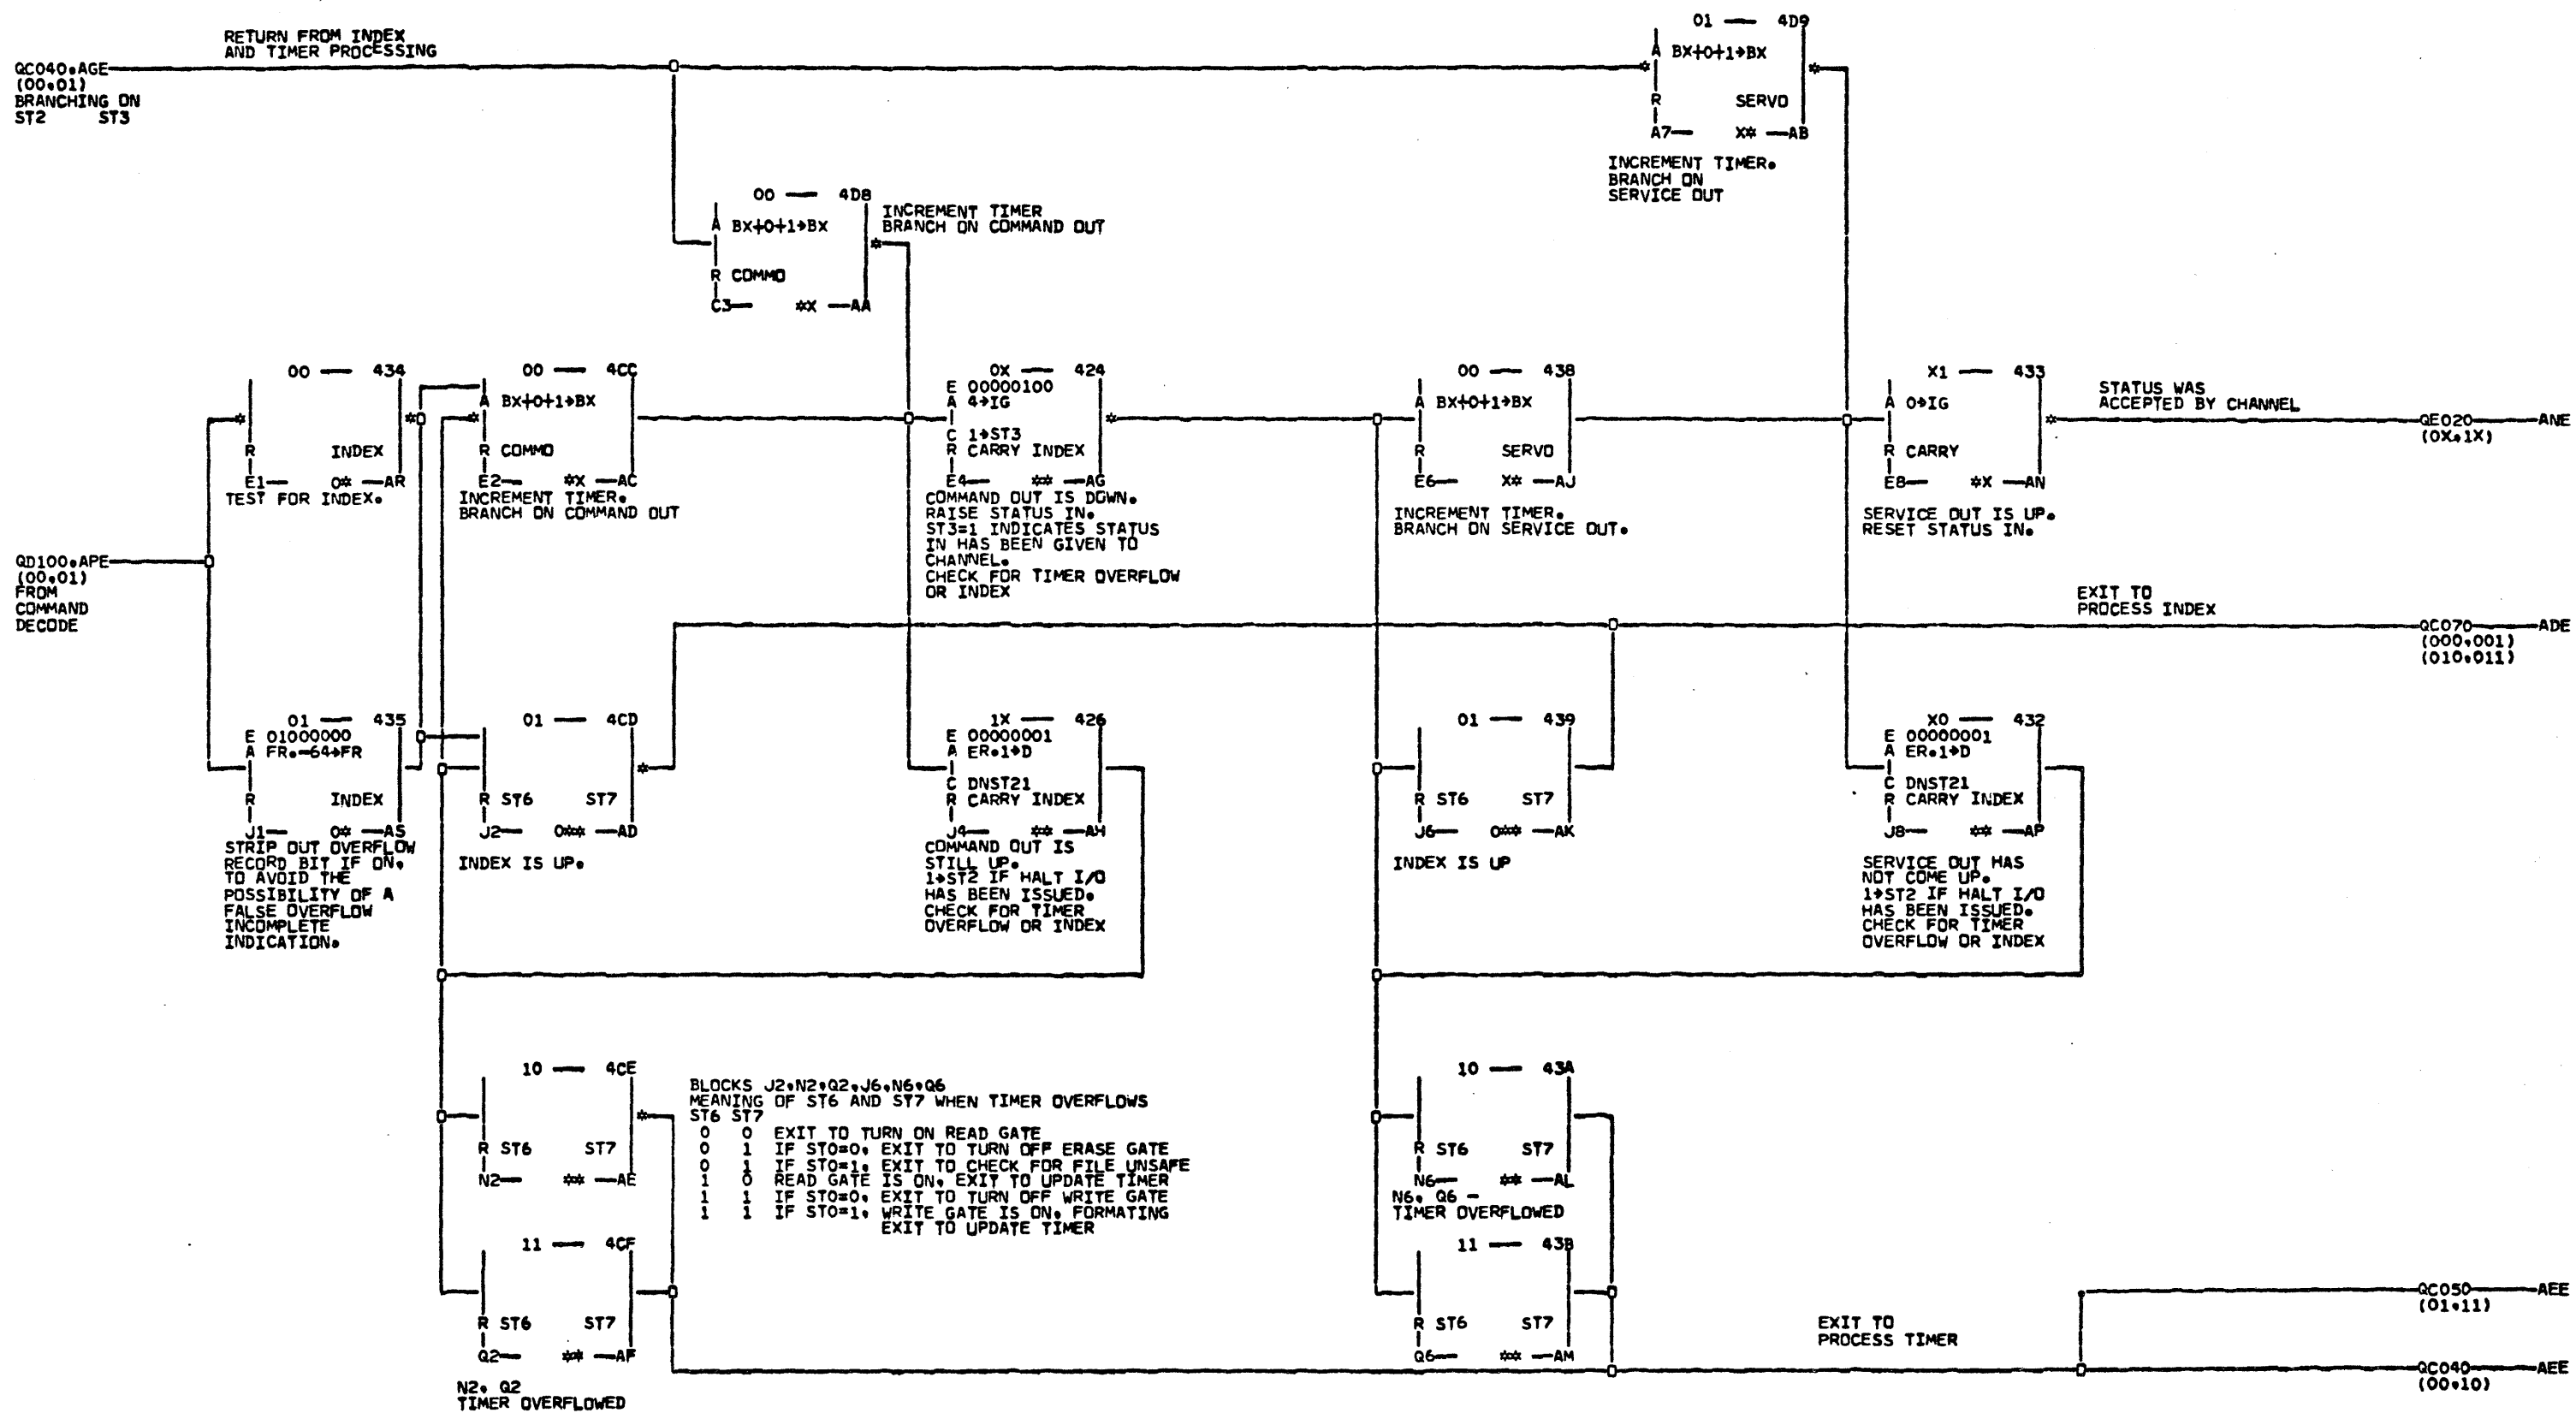 RETURN FROM INDEX
AND TIMER PROCESSING
QC040.AGE
(00.01)
BRANCHING ON
ST2 ST3
01 — 4D9
A BX+0+1→BX
R SERVO
A7— X* —AB
INCREMENT TIMER.
BRANCH ON
SERVICE OUT
00 — 4D8
A BX+0+1→BX
R COMMO
C3— *X —AA
INCREMENT TIMER
BRANCH ON COMMAND OUT
00 — 434
R INDEX
E1— 0* —AR
TEST FOR INDEX.
00 — 4CC
A BX+0+1→BX
R COMMO
E2— *X —AC
INCREMENT TIMER.
BRANCH ON COMMAND OUT
0X — 424
E 00000100
A 4→IG
C 1→ST3
R CARRY INDEX
E4— ** —AG
COMMAND OUT IS DOWN.
RAISE STATUS IN.
ST3=1 INDICATES STATUS
IN HAS BEEN GIVEN TO
CHANNEL.
CHECK FOR TIMER OVERFLOW
OR INDEX
00 — 438
A BX+0+1→BX
R SERVO
E6— X* —AJ
INCREMENT TIMER.
BRANCH ON SERVICE OUT.
X1 — 433
A 0→IG
R CARRY
E8— *X —AN
SERVICE OUT IS UP.
RESET STATUS IN.
STATUS WAS
ACCEPTED BY CHANNEL
QE020—ANE
(0X.1X)
QD100.APE
(00.01)
FROM
COMMAND
DECODE
EXIT TO
PROCESS INDEX
QC070—ADE
(000.001)
(010.011)
01 — 435
E 01000000
A FR.-64→FR
R INDEX
J1— 0* —AS
STRIP OUT OVERFLOW
RECORD BIT IF ON.
TO AVOID THE
POSSIBILITY OF A
FALSE OVERFLOW
INCOMPLETE
INDICATION.
01 — 4CD
R ST6 ST7
J2— 0** —AD
INDEX IS UP.
1X — 426
E 00000001
A ER.1→D
C DNST21
R CARRY INDEX
J4— ** —AH
COMMAND OUT IS
STILL UP.
1→ST2 IF HALT I/O
HAS BEEN ISSUED.
CHECK FOR TIMER
OVERFLOW OR INDEX
01 — 439
R ST6 ST7
J6— 0** —AK
INDEX IS UP
X0 — 432
E 00000001
A ER.1→D
C DNST21
R CARRY INDEX
J8— ** —AP
SERVICE OUT HAS
NOT COME UP.
1→ST2 IF HALT I/O
HAS BEEN ISSUED.
CHECK FOR TIMER
OVERFLOW OR INDEX
10 — 4CE
R ST6 ST7
N2— ** —AE
BLOCKS J2.N2.Q2.J6.N6.Q6
MEANING OF ST6 AND ST7 WHEN TIMER OVERFLOWS
ST6 ST7
0 0 EXIT TO TURN ON READ GATE
0 1 IF ST0=0. EXIT TO TURN OFF ERASE GATE
0 1 IF ST0=1. EXIT TO CHECK FOR FILE UNSAFE
1 0 READ GATE IS ON. EXIT TO UPDATE TIMER
1 1 IF ST0=0. EXIT TO TURN OFF WRITE GATE
1 1 IF ST0=1. WRITE GATE IS ON. FORMATING
EXIT TO UPDATE TIMER
10 — 43A
R ST6 ST7
N6— ** —AL
N6. Q6 -
TIMER OVERFLOWED
11 — 4CF
R ST6 ST7
Q2— ** —AF
N2. Q2
TIMER OVERFLOWED
11 — 43B
R ST6 ST7
Q6— ** —AM
EXIT TO
PROCESS TIMER
QC050—AEE
(01.11)
QC040—AEE
(00.10)